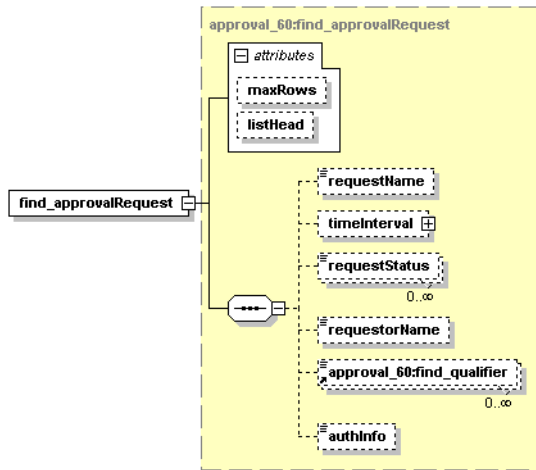 approval_60:find_approvalRequest
attributes
maxRows
listHead
find_approvalRequest
requestName
timeInterval
requestStatus
0..∞
requestorName
approval_60:find_qualifier
0..∞
authInfo